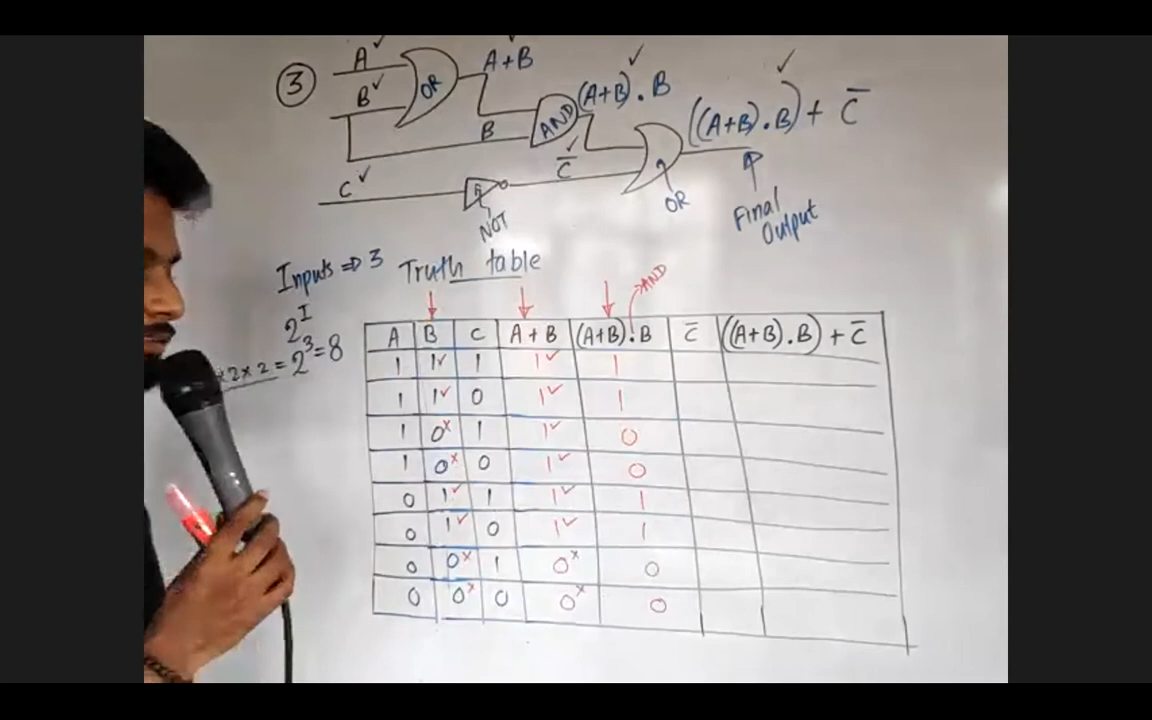 3
A
B
OR
A+B
B
AND
(A+B) . B
C
NOT
C̅
OR
((A+B) . B) + C̅
Final
Output
Inputs ⇒ 3
Truth table
2^I
× 2 × 2 = 2^3 = 8
AND
A B C A + B (A+B) . B C̅ ((A+B) . B) + C̅
1 1 1 1 1
1 1 0 1 1
1 0 1 1 0
1 0 0 1 0
0 1 1 1 1
0 1 0 1 1
0 0 1 0 0
0 0 0 0 0